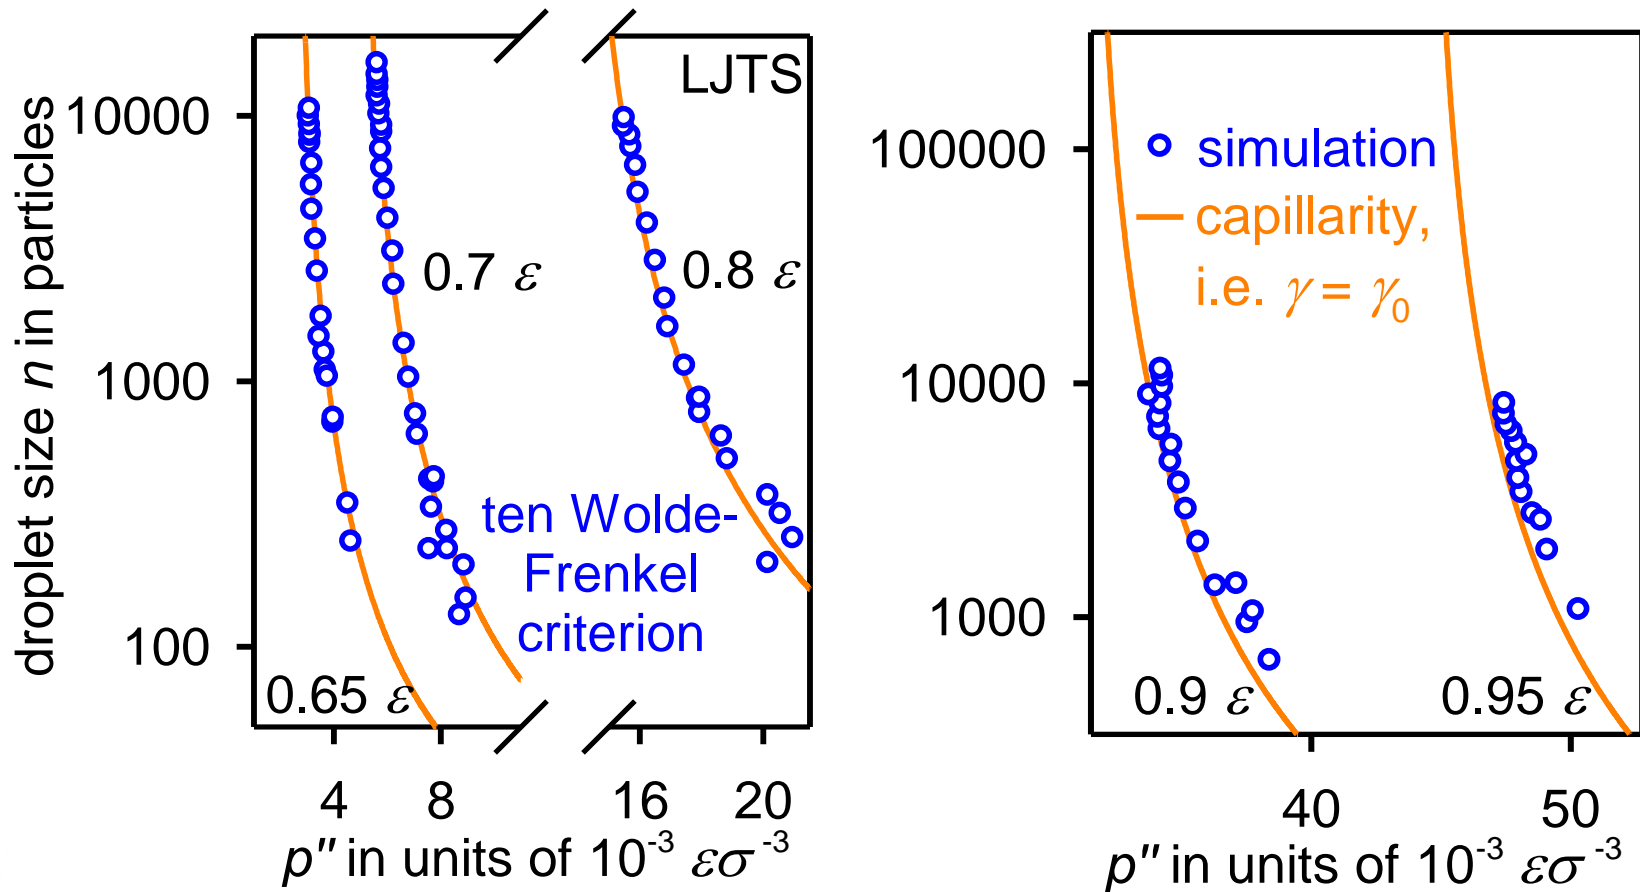 droplet size n in particles
10000
1000
100
LJTS
0.7 ε
0.8 ε
ten Wolde-
Frenkel
criterion
0.65 ε
4
8
16
20
p″ in units of 10⁻³ εσ⁻³
100000
10000
1000
simulation
capillarity,
i.e. γ = γ₀
0.9 ε
0.95 ε
40
50
p″ in units of 10⁻³ εσ⁻³